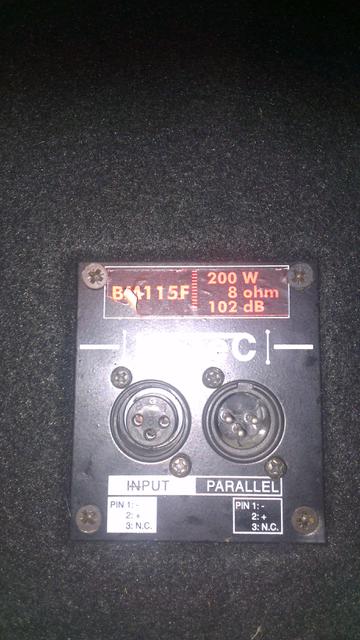 BM115F
200 W
8 ohm
102 dB
INPUT
PARALLEL
PIN 1: -
2: +
3: N.C.
PIN 1: -
2: +
3: N.C.